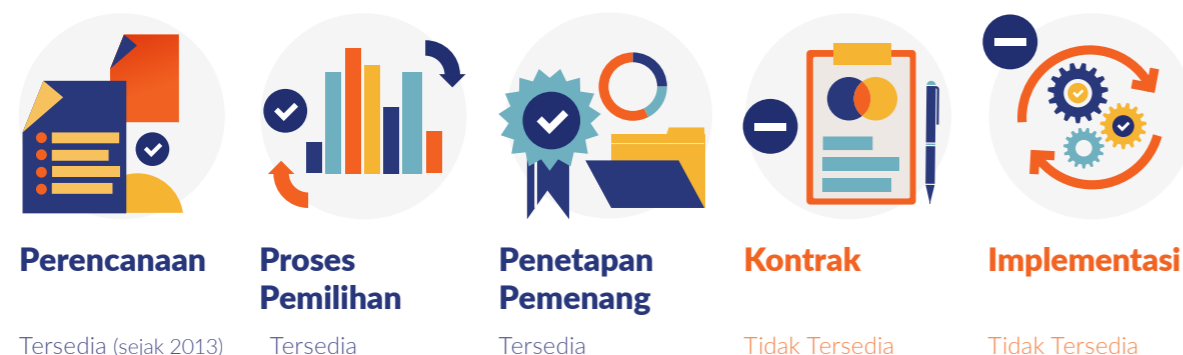 Perencanaan
Tersedia (sejak 2013)
Proses
Pemilihan
Tersedia
Penetapan
Pemenang
Tersedia
Kontrak
Tidak Tersedia
Implementasi
Tidak Tersedia